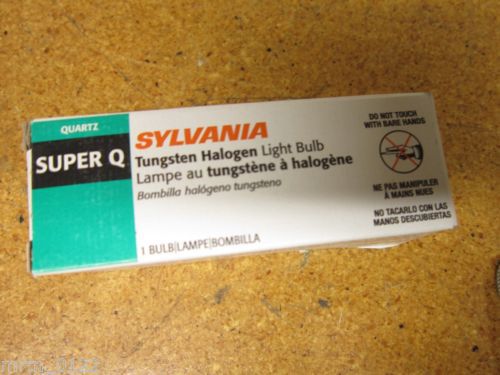 QUARTZ
SUPER Q
SYLVANIA
Tungsten Halogen Light Bulb
Lampe au tungstène à halogène
Bombilla halógeno tungsteno
1 BULB|LAMPE|BOMBILLA
DO NOT TOUCH
WITH BARE HANDS
NE PAS MANIPULER
À MAINS NUES
NO TACARLO CON LAS
MANOS DESCUBIERTAS
mrm_0122